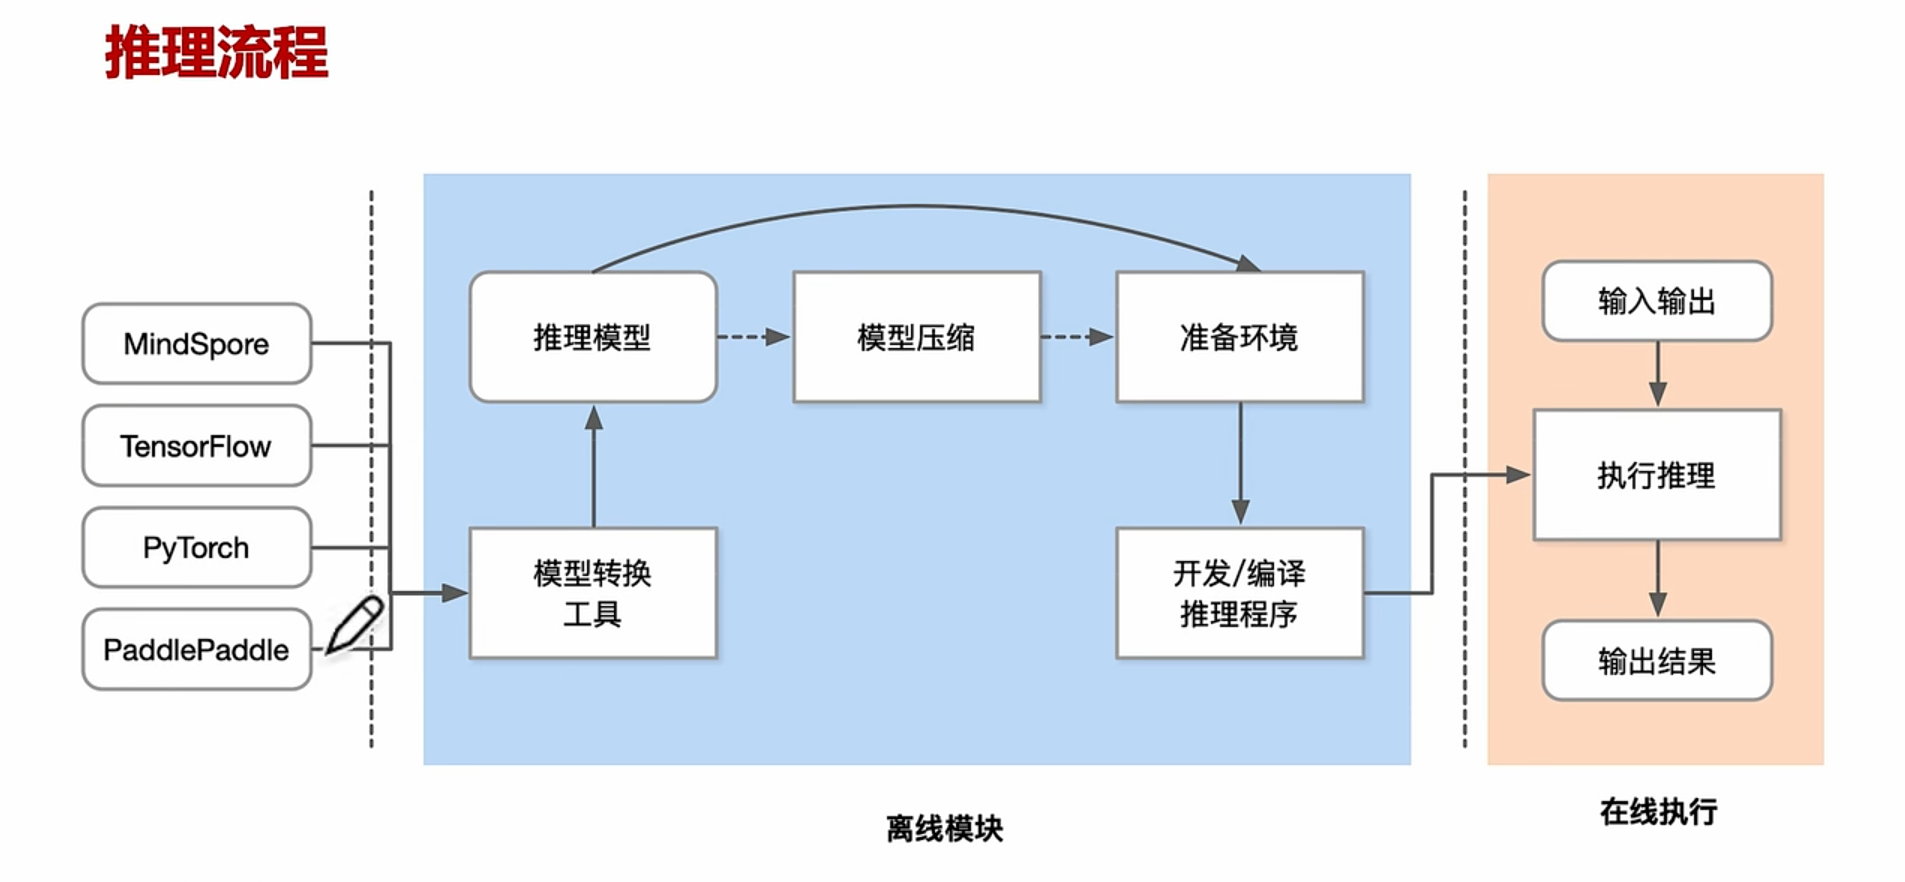 推理流程
MindSpore
TensorFlow
PyTorch
PaddlePaddle
推理模型
模型压缩
准备环境
模型转换
工具
开发/编译
推理程序
离线模块
输入输出
执行推理
输出结果
在线执行